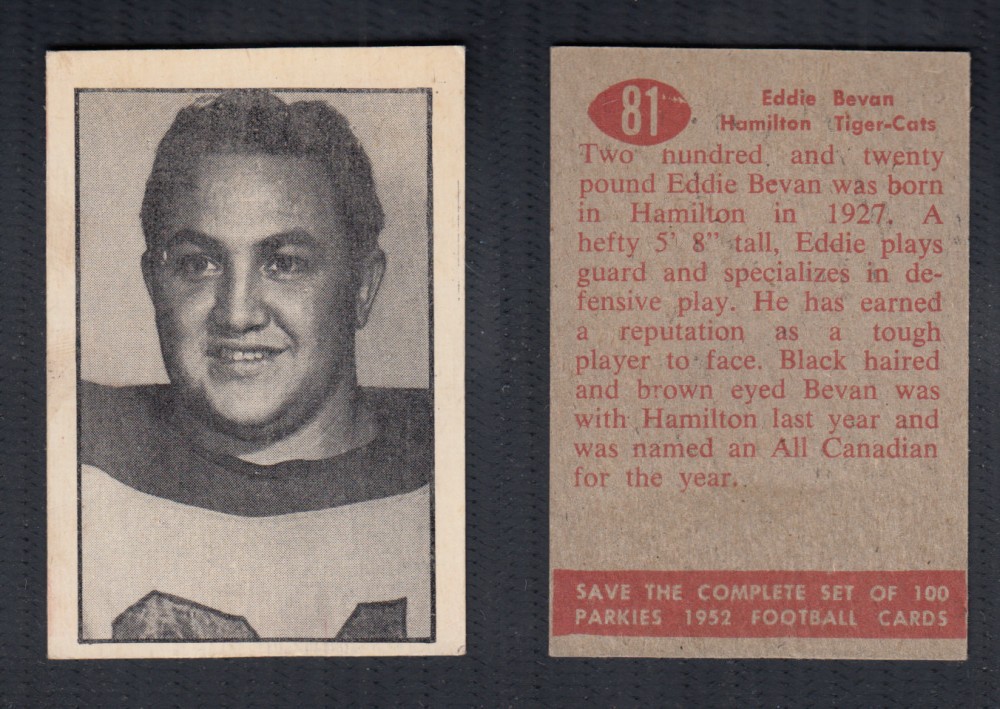 81
Eddie Bevan
Hamilton Tiger-Cats
Two hundred and twenty
pound Eddie Bevan was born
in Hamilton in 1927. A
hefty 5' 8" tall, Eddie plays
guard and specializes in de-
fensive play. He has earned
a reputation as a tough
player to face. Black haired
and brown eyed Bevan was
with Hamilton last year and
was named an All Canadian
for the year.
SAVE THE COMPLETE SET OF 100
PARKIES 1952 FOOTBALL CARDS